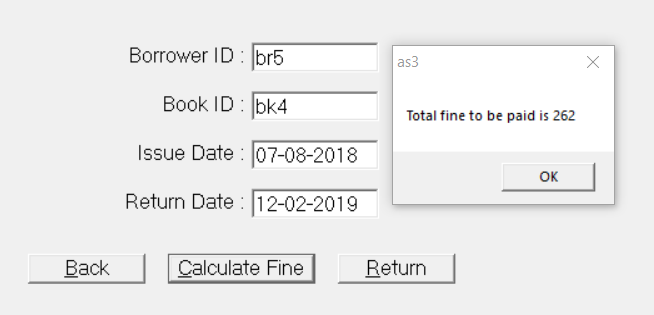 Borrower ID : br5
Book ID : bk4
Issue Date : 07-08-2018
Return Date : 12-02-2019
as3
Total fine to be paid is 262
OK
Back Calculate Fine Return